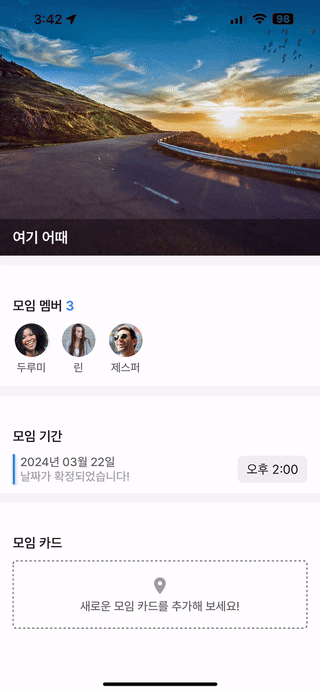 3:42
98
여기 어때
모임 멤버 3
두루미 린 제스퍼
모임 기간
2024년 03월 22일
날짜가 확정되었습니다!
오후 2:00
모임 카드
새로운 모임 카드를 추가해 보세요!